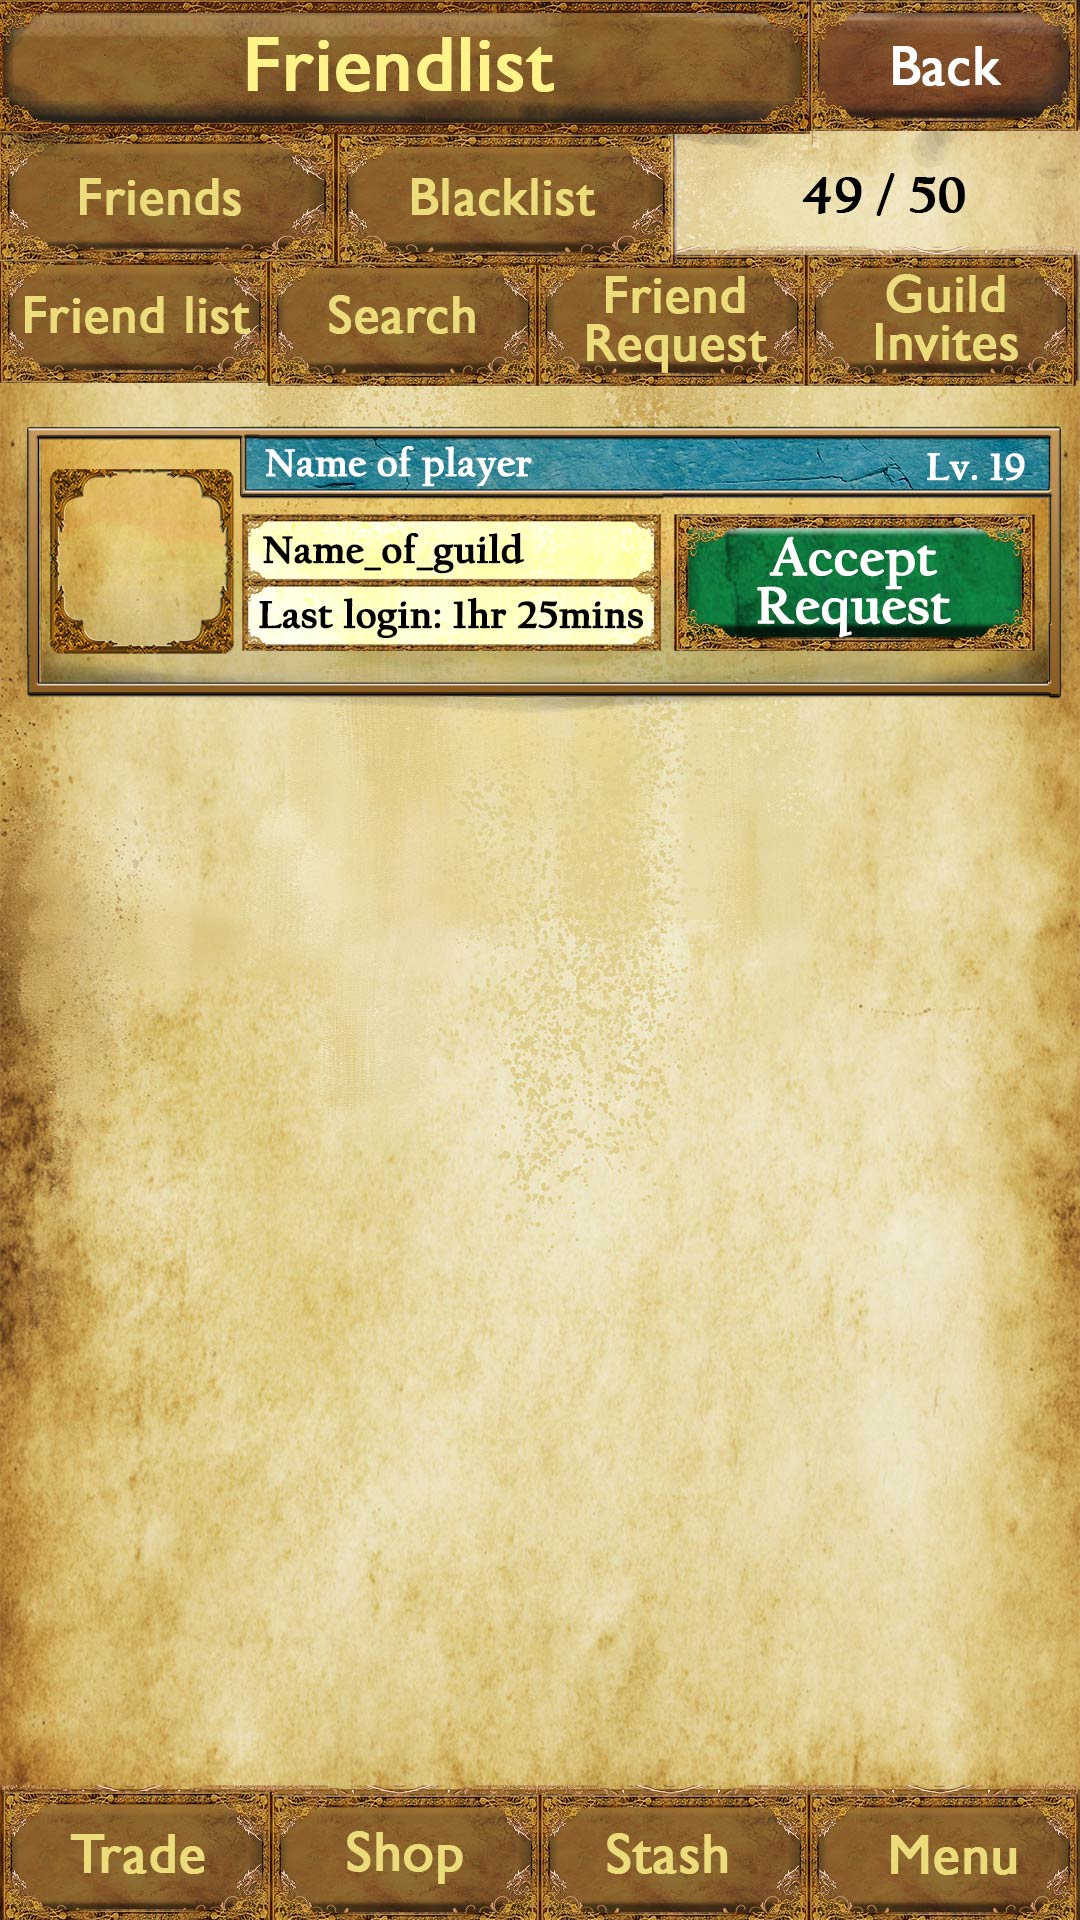 Friendlist
Back
Friends
Blacklist
49 / 50
Friend list
Search
Friend
Request
Guild
Invites
Name of player
Lv. 19
Name_of_guild
Last login: 1hr 25mins
Accept
Request
Trade
Shop
Stash
Menu